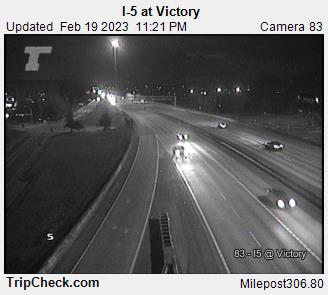 I-5 at Victory
Updated Feb 19 2023 11:21 PM Camera 83
T
S
83 - I5 @ Victory
TripCheck.com Milepost306.80